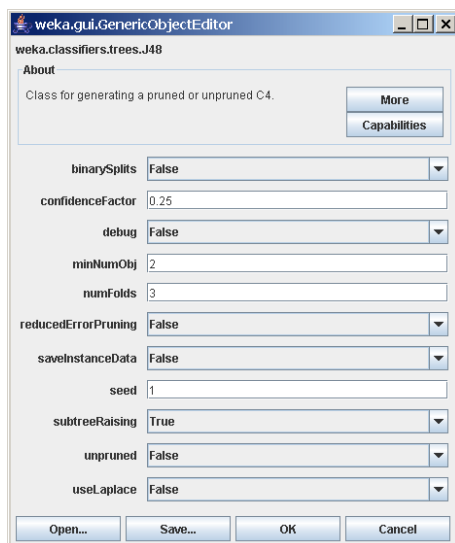 weka.gui.GenericObjectEditor
weka.classifiers.trees.J48
About
Class for generating a pruned or unpruned C4.
More
Capabilities
binarySplits False
confidenceFactor 0.25
debug False
minNumObj 2
numFolds 3
reducedErrorPruning False
saveInstanceData False
seed 1
subtreeRaising True
unpruned False
useLaplace False
Open... Save... OK Cancel